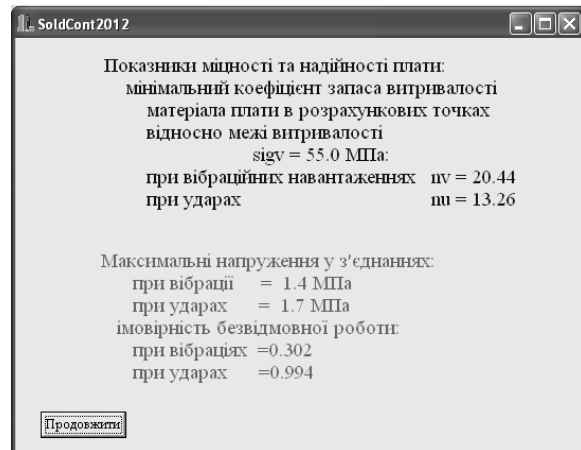 SoldCont2012
Показники міцності та надійності плати:
мінімальний коефіцієнт запаса витривалості
матеріала плати в розрахункових точках
відносно межі витривалості
sigv = 55.0 МПа:
при вібраційних навантаженнях nv = 20.44
при ударах nu = 13.26
Максимальні напруження у з'єднаннях:
при вібрації = 1.4 МПа
при ударах = 1.7 МПа
імовірність безвідмовної роботи:
при вібраціях =0.302
при ударах =0.994
Продовжити